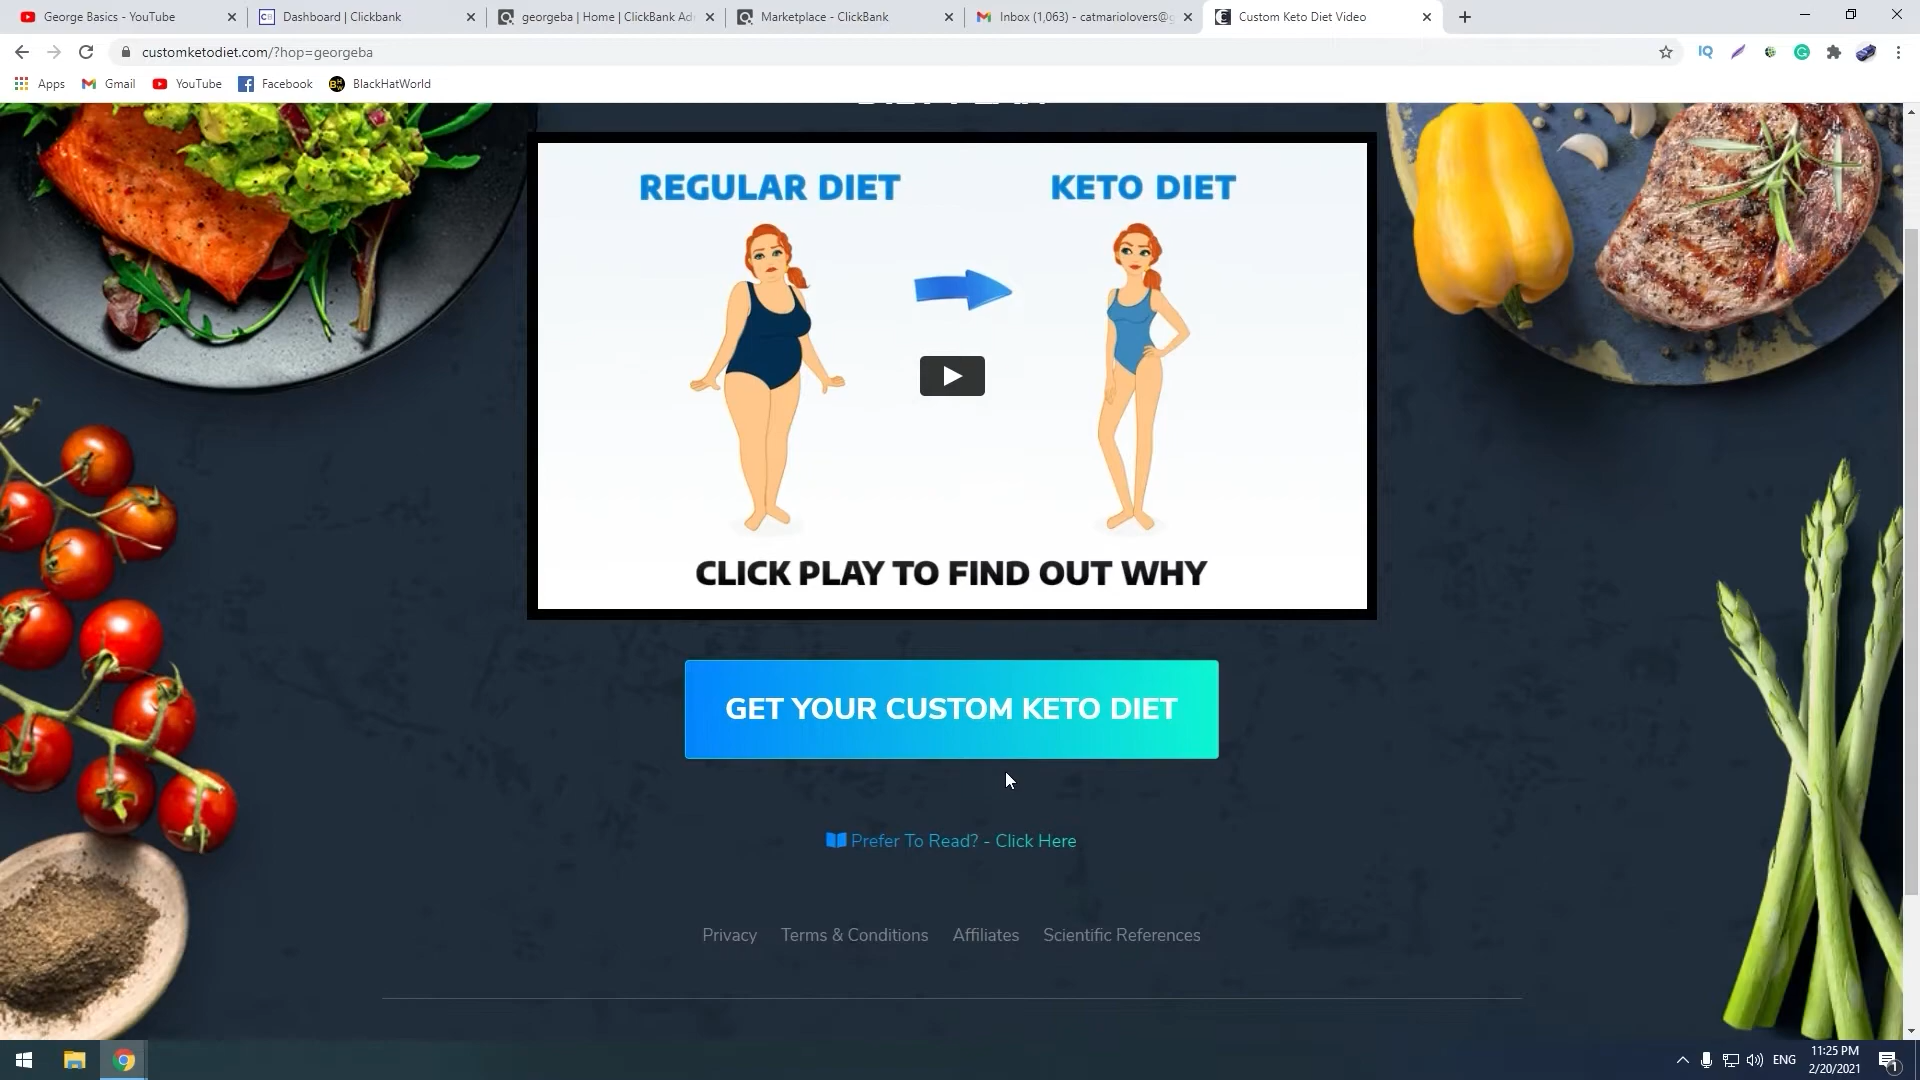 George Basics - YouTube
Dashboard | Clickbank
georgeba | Home | ClickBank Ad
Marketplace - ClickBank
Inbox (1,063) - catmariolovers@g
Custom Keto Diet Video
customketodiet.com/?hop=georgeba
Apps
Gmail
YouTube
Facebook
BlackHatWorld
REGULAR DIET
KETO DIET
CLICK PLAY TO FIND OUT WHY
GET YOUR CUSTOM KETO DIET
Prefer To Read? - Click Here
Privacy
Terms & Conditions
Affiliates
Scientific References
ENG
11:25 PM
2/20/2021
1